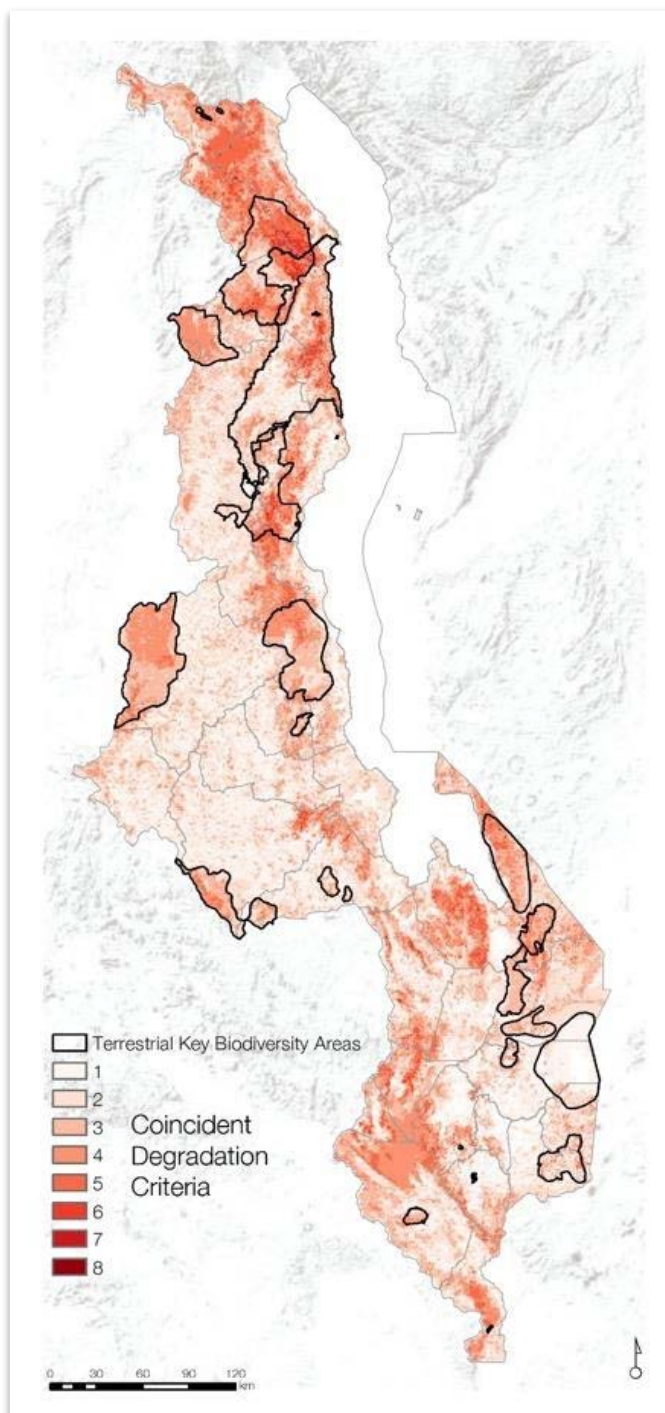 Terrestrial Key Biodiversity Areas
1
2
3 Coincident
4 Degradation
5 Criteria
6
7
8
0 30 60 90 120
km